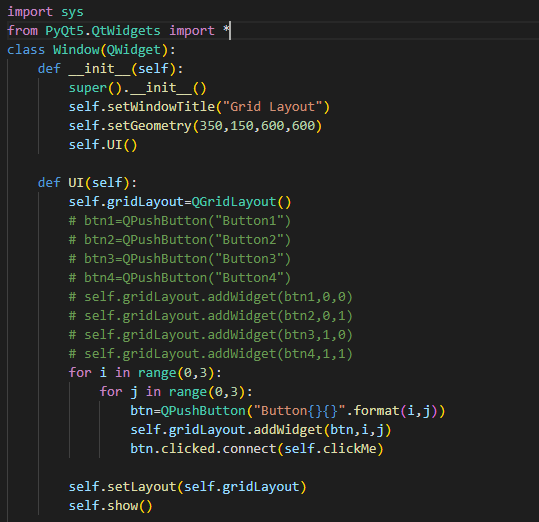 import sys
from PyQt5.QtWidgets import *
class Window(QWidget):
    def __init__(self):
        super().__init__()
        self.setWindowTitle("Grid Layout")
        self.setGeometry(350,150,600,600)
        self.UI()

    def UI(self):
        self.gridLayout=QGridLayout()
        # btn1=QPushButton("Button1")
        # btn2=QPushButton("Button2")
        # btn3=QPushButton("Button3")
        # btn4=QPushButton("Button4")
        # self.gridLayout.addWidget(btn1,0,0)
        # self.gridLayout.addWidget(btn2,0,1)
        # self.gridLayout.addWidget(btn3,1,0)
        # self.gridLayout.addWidget(btn4,1,1)
        for i in range(0,3):
            for j in range(0,3):
                btn=QPushButton("Button{}{}".format(i,j))
                self.gridLayout.addWidget(btn,i,j)
                btn.clicked.connect(self.clickMe)

        self.setLayout(self.gridLayout)
        self.show()